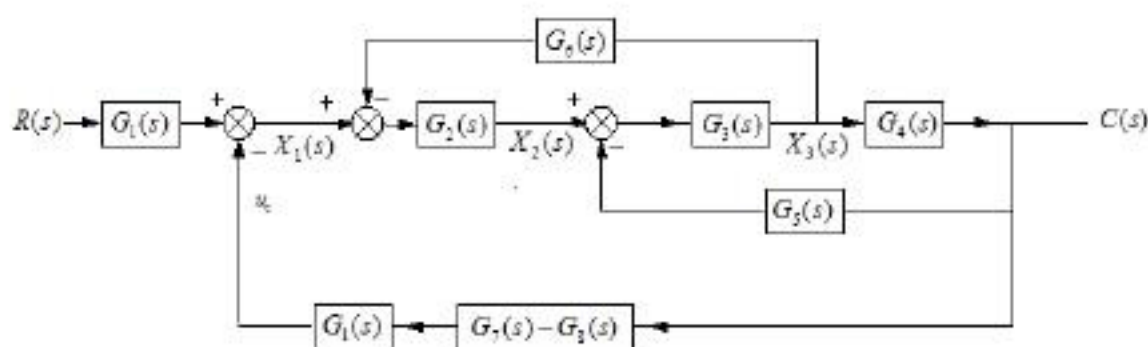 G₆(s)
R(s) G₁(s) + + − G₂(s) + G₃(s) G₄(s) C(s)
− X₁(s) X₂(s) − X₃(s)
G₅(s)
G₁(s) G₇(s)−G₈(s)